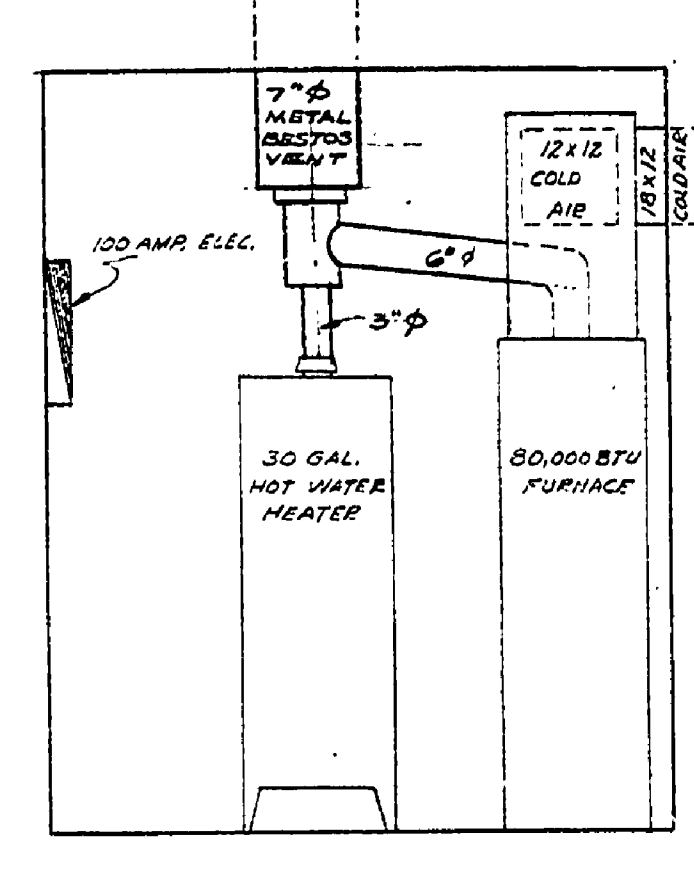 7" φ
METAL
BESTOS
VENT
12 x 12
COLD
AIR
18 x 12
COLD AIR
100 AMP. ELEC.
6" φ
3" φ
30 GAL.
HOT WATER
HEATER
80,000 BTU
FURNACE